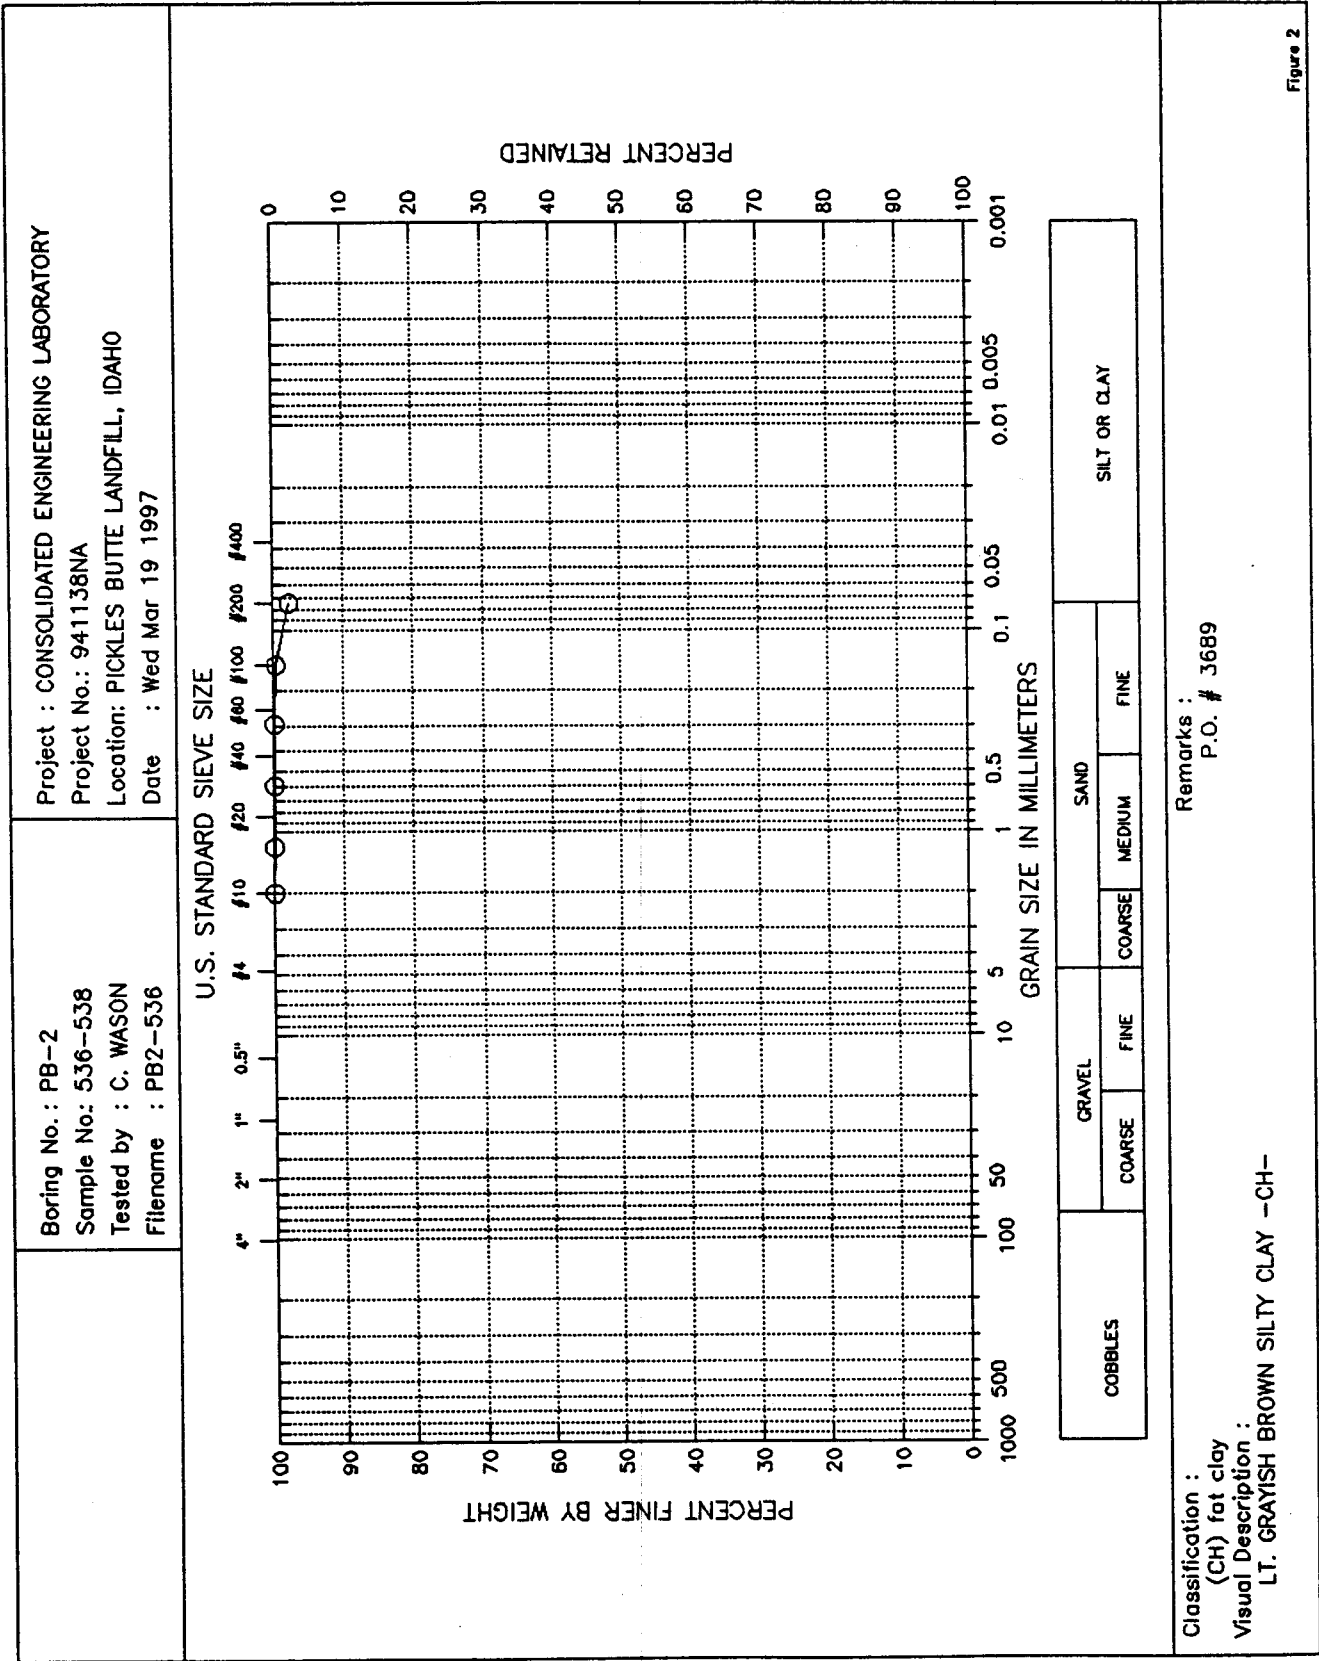 Boring No.: PB-2
Sample No.: 536-538
Tested by : C. WASON
Filename : PB2-536
Project : CONSOLIDATED ENGINEERING LABORATORY
Project No.: 941138NA
Location: PICKLES BUTTE LANDFILL, IDAHO
Date : Wed Mar 19 1997
U.S. STANDARD SIEVE SIZE
4" 2" 1" 0.5" #4 #10 #20 #40 #60 #100 #200 #400
PERCENT FINER BY WEIGHT
100
90
80
70
60
50
40
30
20
10
0
PERCENT RETAINED
0
10
20
30
40
50
60
70
80
90
100
1000 500 100 50 10 5 1 0.5 0.1 0.05 0.01 0.005 0.001
GRAIN SIZE IN MILLIMETERS
COBBLES
GRAVEL
COARSE FINE
SAND
COARSE MEDIUM FINE
SILT OR CLAY
Classification :
(CH) fat clay
Visual Description :
LT. GRAYISH BROWN SILTY CLAY -CH-
Remarks :
P.O. # 3689
Figure 2